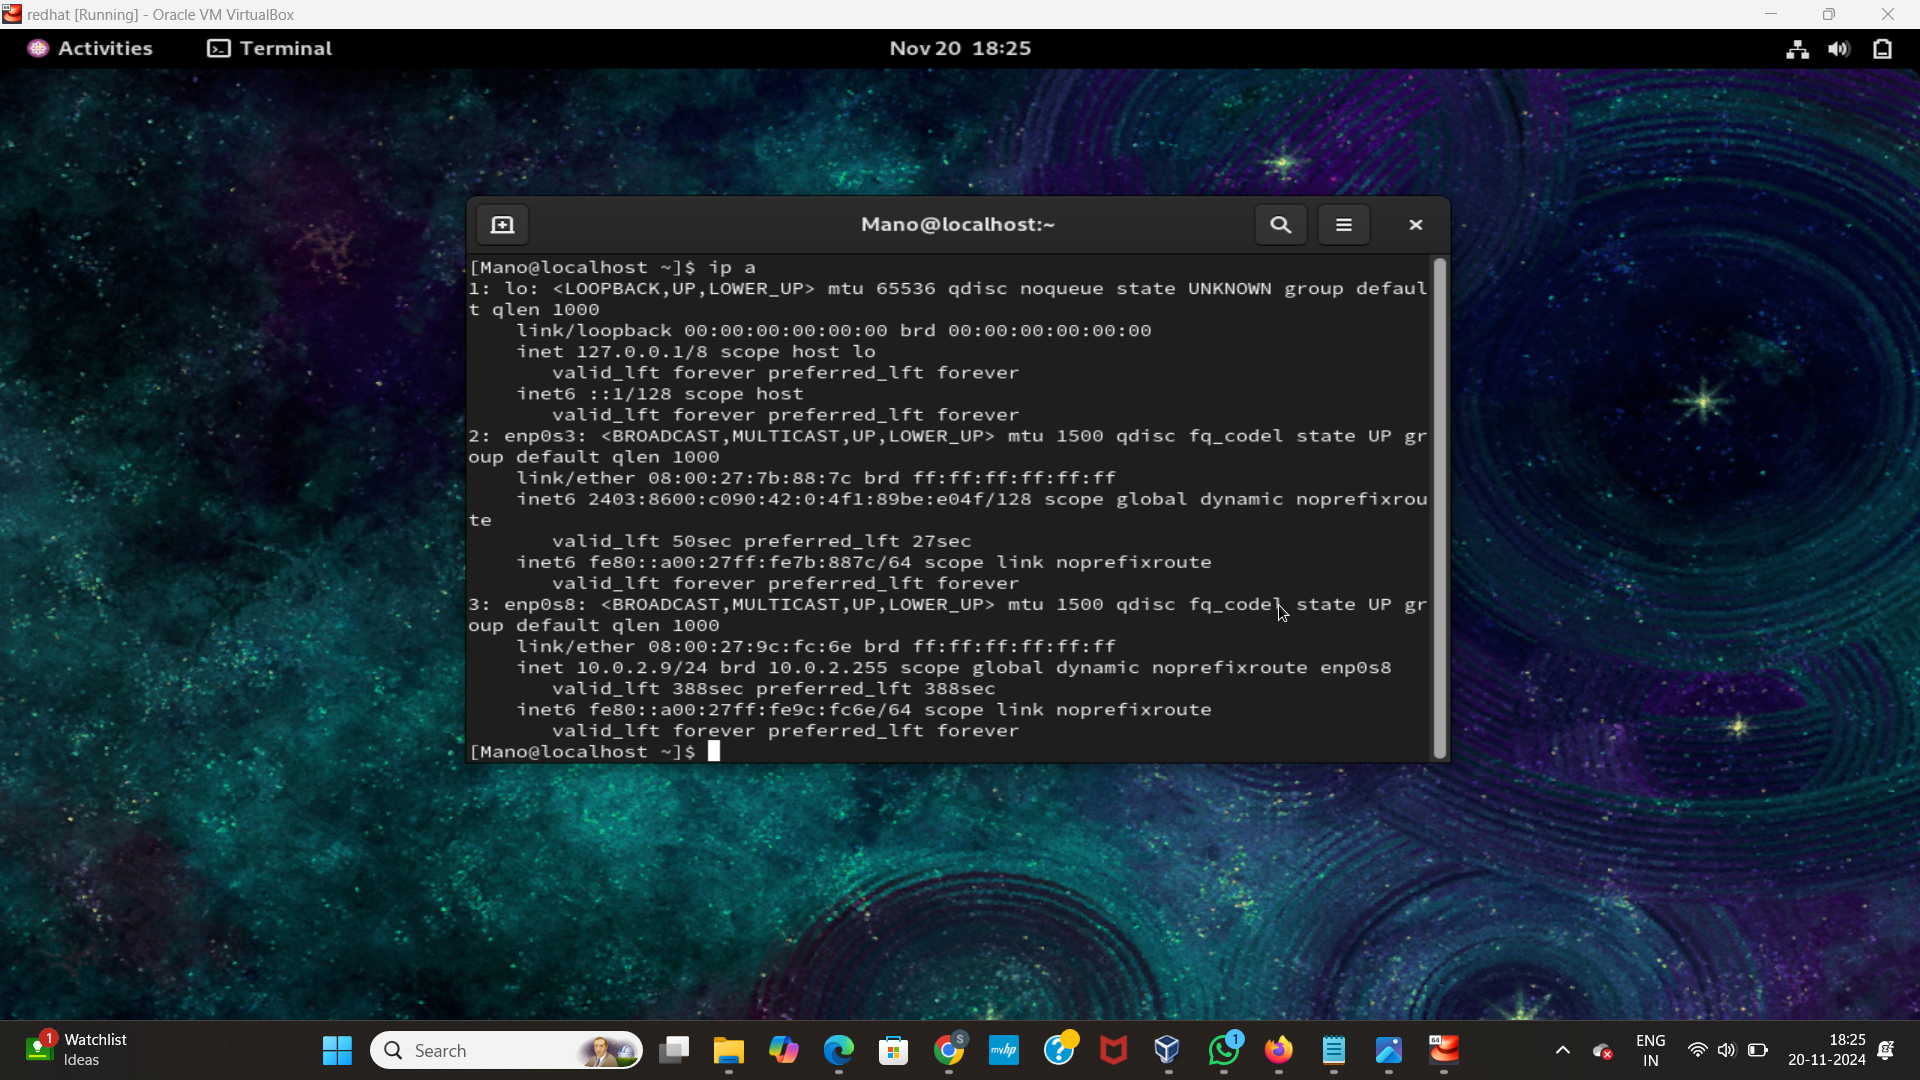 redhat [Running] - Oracle VM VirtualBox
Activities Terminal Nov 20 18:25
Mano@localhost:~
[Mano@localhost ~]$ ip a
1: lo: <LOOPBACK,UP,LOWER_UP> mtu 65536 qdisc noqueue state UNKNOWN group defaul
t qlen 1000
link/loopback 00:00:00:00:00:00 brd 00:00:00:00:00:00
inet 127.0.0.1/8 scope host lo
valid_lft forever preferred_lft forever
inet6 ::1/128 scope host
valid_lft forever preferred_lft forever
2: enp0s3: <BROADCAST,MULTICAST,UP,LOWER_UP> mtu 1500 qdisc fq_codel state UP gr
oup default qlen 1000
link/ether 08:00:27:7b:88:7c brd ff:ff:ff:ff:ff:ff
inet6 2403:8600:c090:42:0:4f1:89be:e04f/128 scope global dynamic noprefixrou
te
valid_lft 50sec preferred_lft 27sec
inet6 fe80::a00:27ff:fe7b:887c/64 scope link noprefixroute
valid_lft forever preferred_lft forever
3: enp0s8: <BROADCAST,MULTICAST,UP,LOWER_UP> mtu 1500 qdisc fq_codel state UP gr
oup default qlen 1000
link/ether 08:00:27:9c:fc:6e brd ff:ff:ff:ff:ff:ff
inet 10.0.2.9/24 brd 10.0.2.255 scope global dynamic noprefixroute enp0s8
valid_lft 388sec preferred_lft 388sec
inet6 fe80::a00:27ff:fe9c:fc6e/64 scope link noprefixroute
valid_lft forever preferred_lft forever
[Mano@localhost ~]$
1
Watchlist
Ideas
Search
S
myhp
1
64
ENG
IN
18:25
20-11-2024